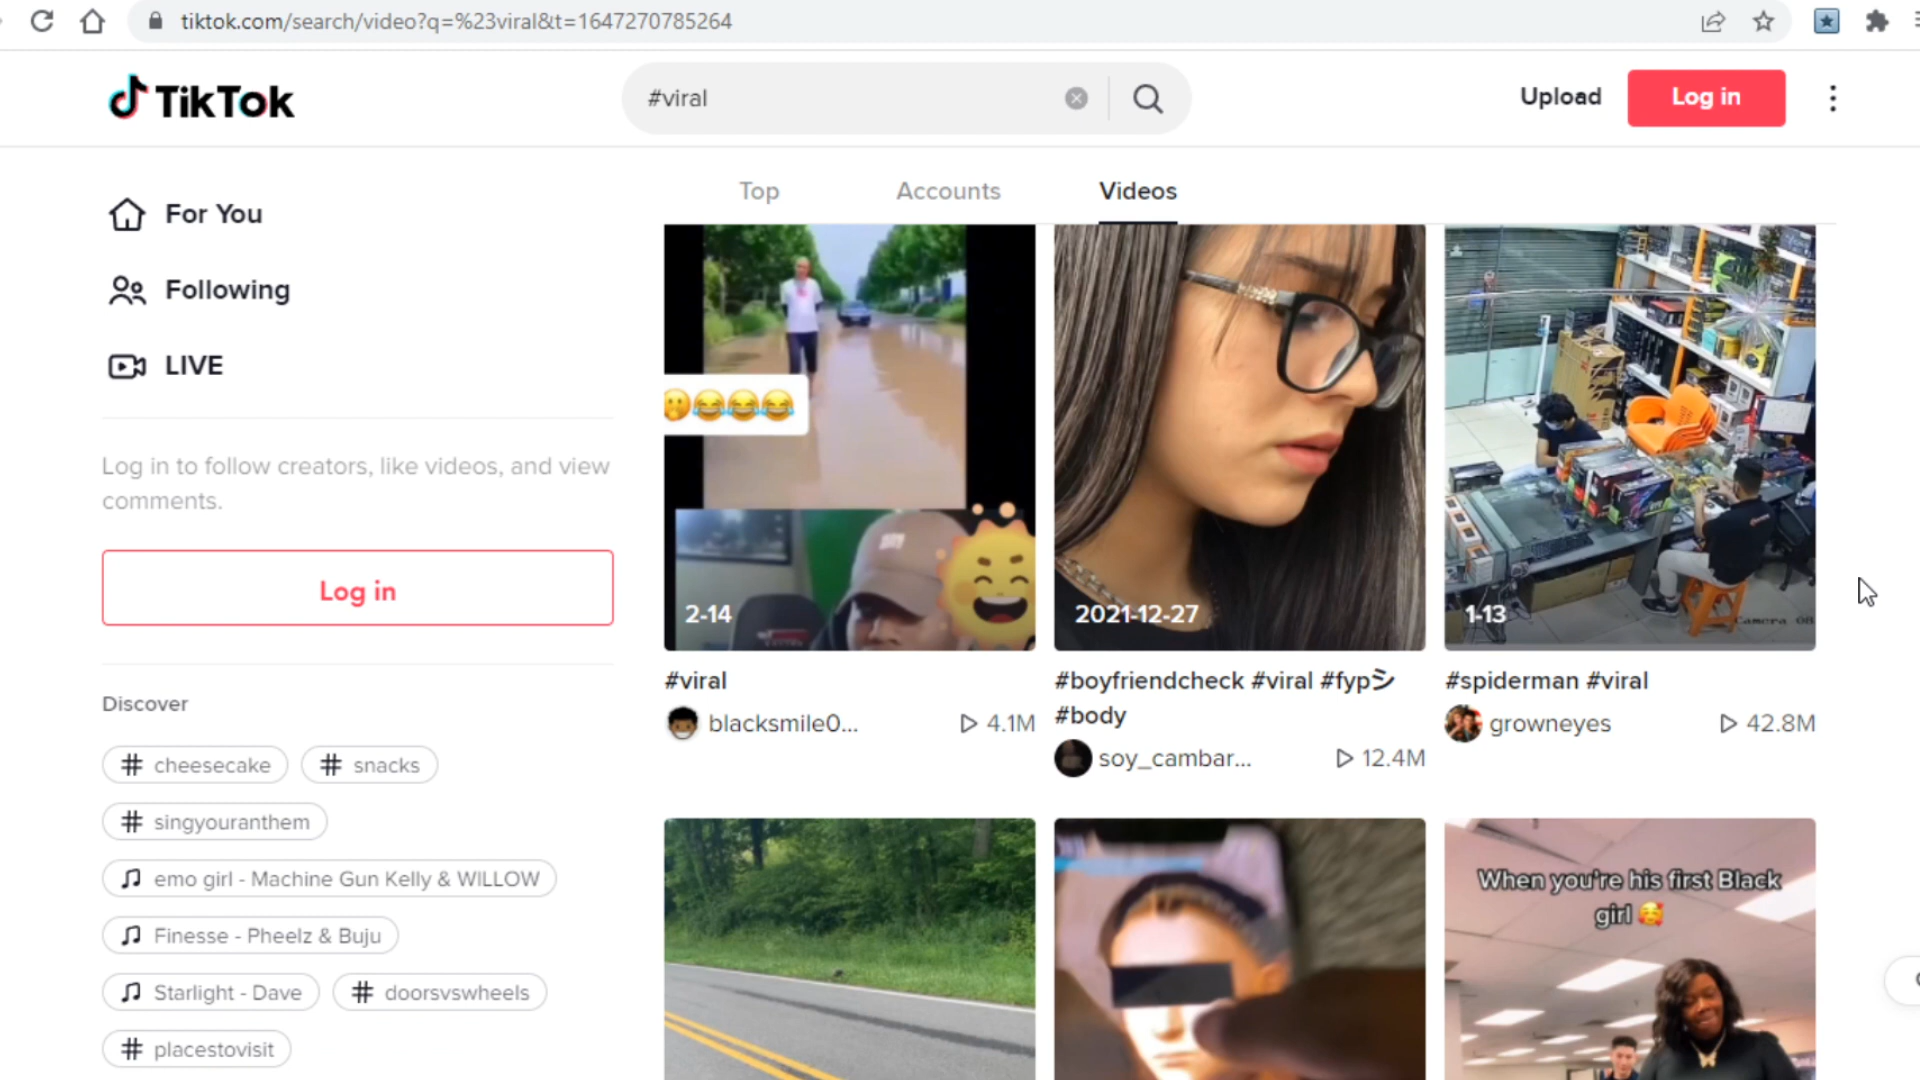 tiktok.com/search/video?q=%23viral&t=1647270785264
TikTok
#viral
Upload
Log in
Top
Accounts
Videos
For You
Following
LIVE
Log in to follow creators, like videos, and view
comments.
Log in
Discover
# cheesecake
# snacks
# singyouranthem
emo girl - Machine Gun Kelly & WILLOW
Finesse - Pheelz & Buju
Starlight - Dave
# doorsvswheels
# placestovisit
2-14
#viral
blacksmile0...
4.1M
2021-12-27
#boyfriendcheck #viral #fypシ
#body
soy_cambar...
12.4M
1-13
Camera 08
#spiderman #viral
growneyes
42.8M
When you're his first Black
girl 🥰